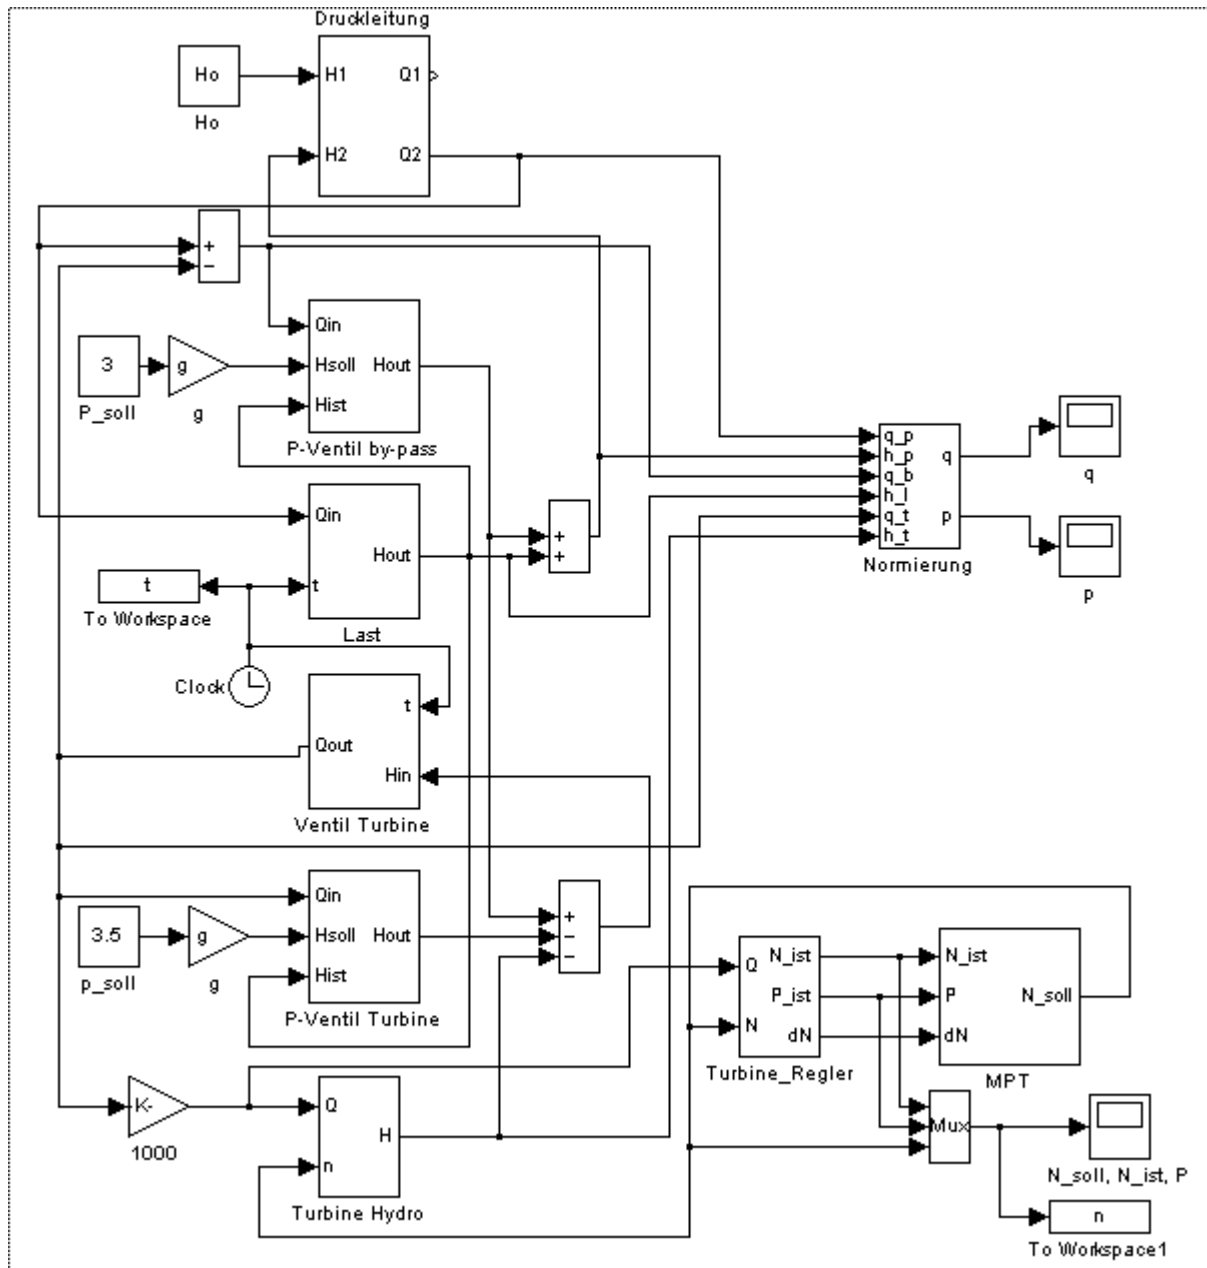 Druckleitung
Ho
H1
Q1
Ho
H2
Q2
+
−
Qin
3
g
Hsoll
Hout
P_soll
g
Hist
P-Ventil by-pass
q_p
h_p
q
q_b
h_l
q_t
p
h_t
Normierung
q
p
Qin
Hout
+
+
t
t
To Workspace
Last
Clock
t
Qout
Hin
Ventil Turbine
Qin
3.5
g
Hsoll
Hout
p_soll
g
Hist
P-Ventil Turbine
+
−
−
Q
N_ist
P_ist
N
dN
Turbine_Regler
N_ist
P
N_soll
dN
MPT
K-
1000
Q
H
n
Turbine Hydro
Mux
N_soll, N_ist, P
n
To Workspace1